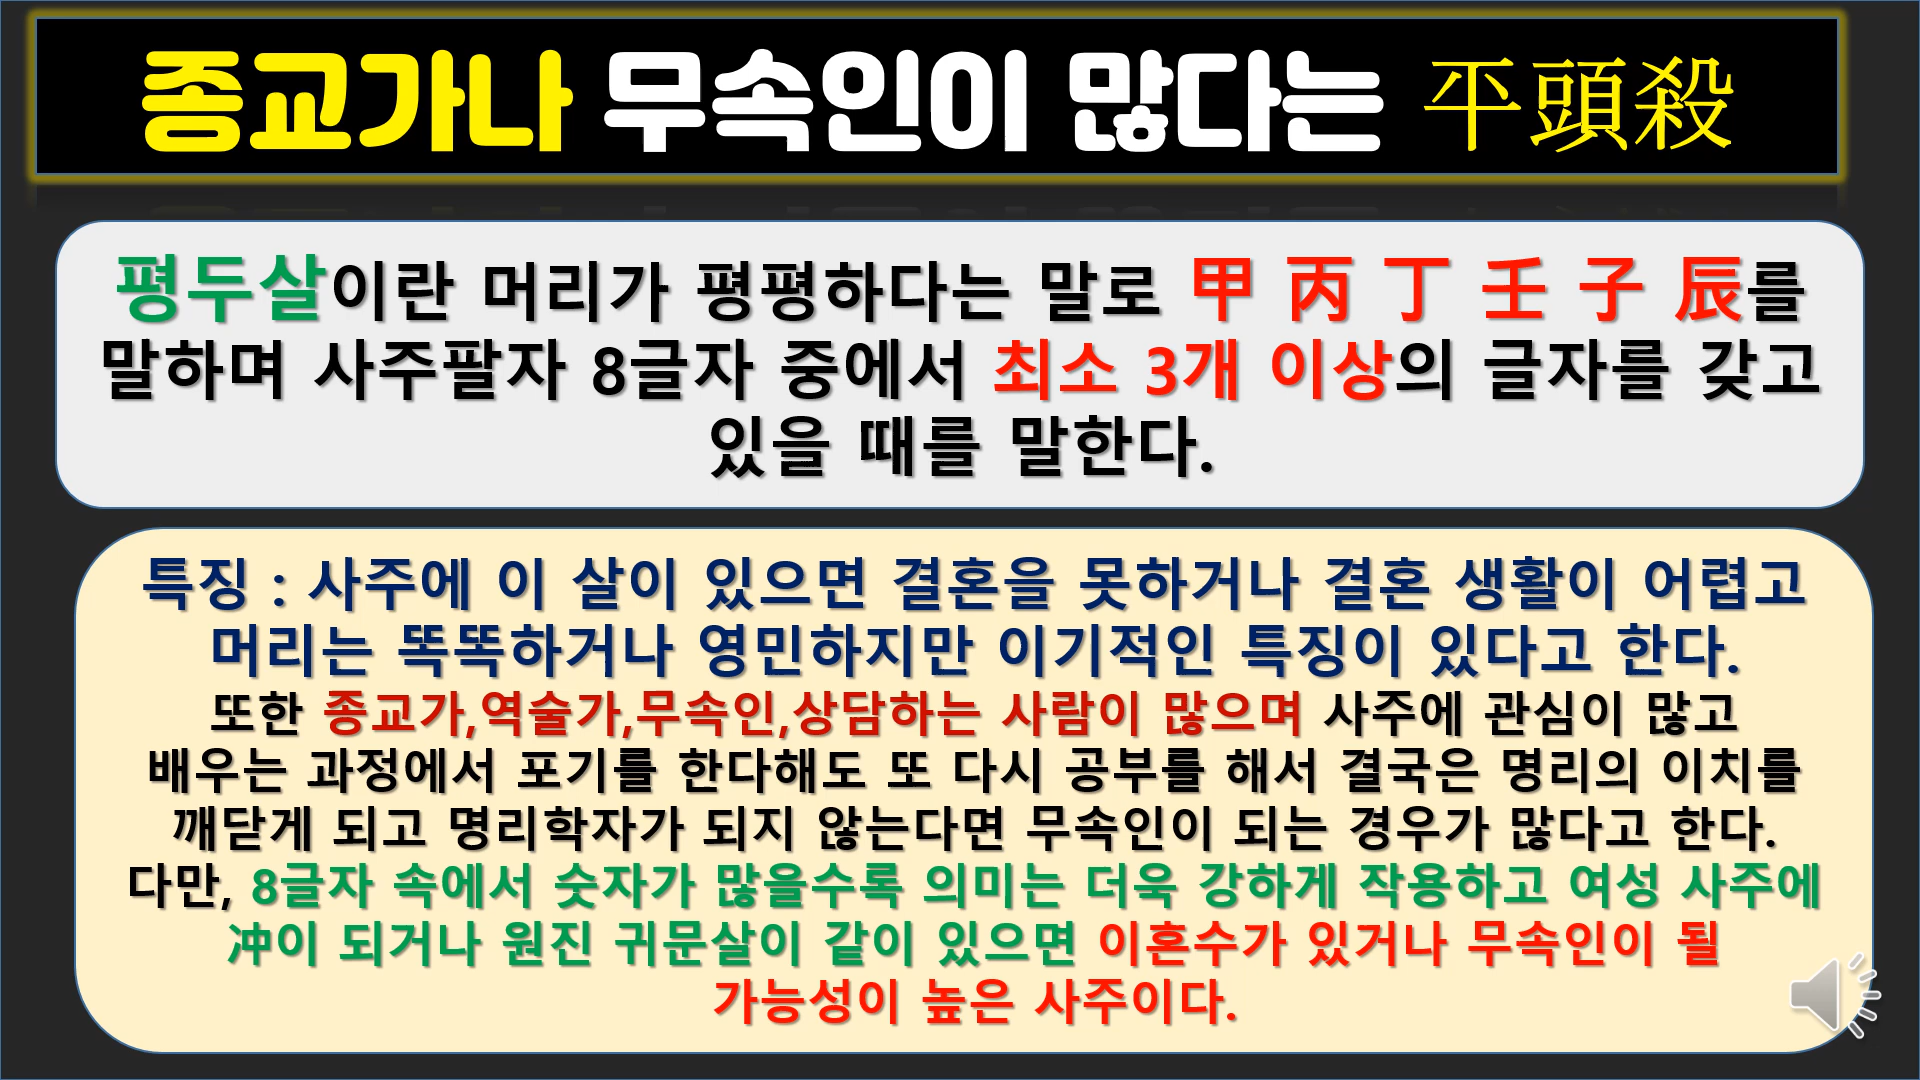 종교가나 무속인이 많다는 平頭殺
평두살이란 머리가 평평하다는 말로 甲 丙 丁 壬 子 辰를
말하며 사주팔자 8글자 중에서 최소 3개 이상의 글자를 갖고
있을 때를 말한다.
특징 : 사주에 이 살이 있으면 결혼을 못하거나 결혼 생활이 어렵고
머리는 똑똑하거나 영민하지만 이기적인 특징이 있다고 한다.
또한 종교가,역술가,무속인,상담하는 사람이 많으며 사주에 관심이 많고
배우는 과정에서 포기를 한다해도 또 다시 공부를 해서 결국은 명리의 이치를
깨닫게 되고 명리학자가 되지 않는다면 무속인이 되는 경우가 많다고 한다.
다만, 8글자 속에서 숫자가 많을수록 의미는 더욱 강하게 작용하고 여성 사주에
冲이 되거나 원진 귀문살이 같이 있으면 이혼수가 있거나 무속인이 될
가능성이 높은 사주이다.